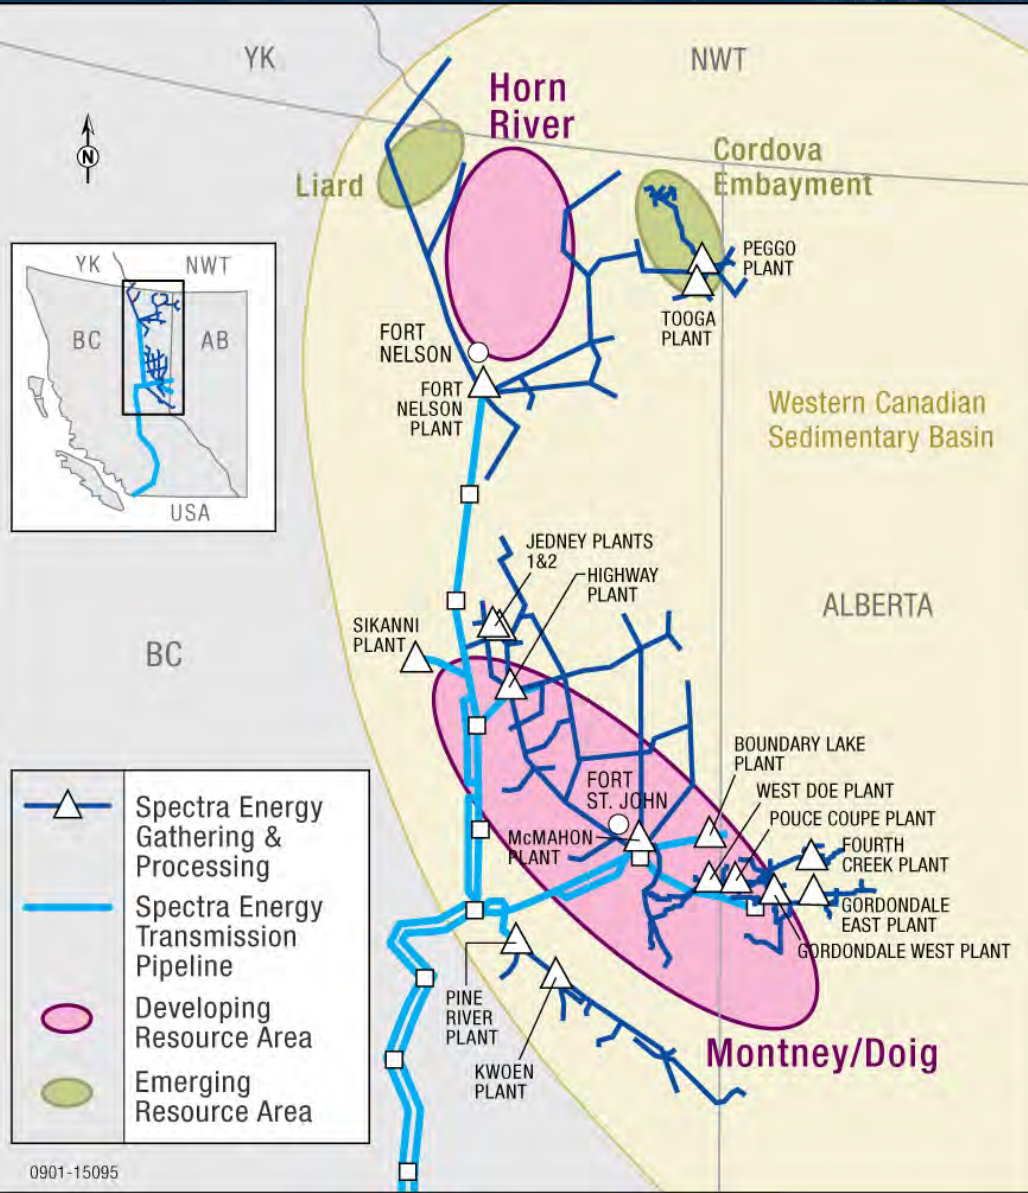 YK
NWT
Horn
River
Cordova
Embayment
Liard
N
PEGGO
PLANT
TOOGA
PLANT
YK
NWT
BC
AB
USA
FORT
NELSON
FORT
NELSON
PLANT
Western Canadian
Sedimentary Basin
JEDNEY PLANTS
1&2
HIGHWAY
PLANT
SIKANNI
PLANT
ALBERTA
BC
BOUNDARY LAKE
PLANT
WEST DOE PLANT
POUCE COUPE PLANT
FORT
ST. JOHN
McMAHON
PLANT
FOURTH
CREEK PLANT
GORDONDALE
EAST PLANT
GORDONDALE WEST PLANT
PINE
RIVER
PLANT
KWOEN
PLANT
Montney/Doig
Spectra Energy
Gathering &
Processing
Spectra Energy
Transmission
Pipeline
Developing
Resource Area
Emerging
Resource Area
0901-15095